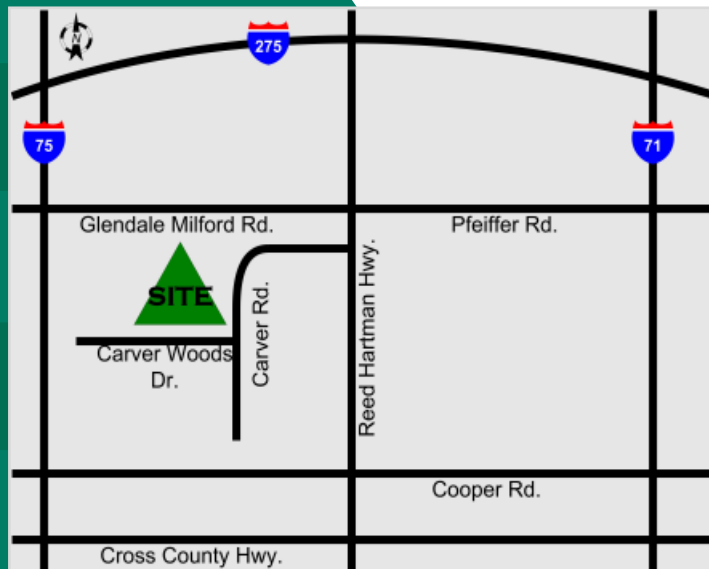 N
275
75
71
Glendale Milford Rd.
Pfeiffer Rd.
SITE
Carver Rd.
Reed Hartman Hwy.
Carver Woods
Dr.
Cooper Rd.
Cross County Hwy.